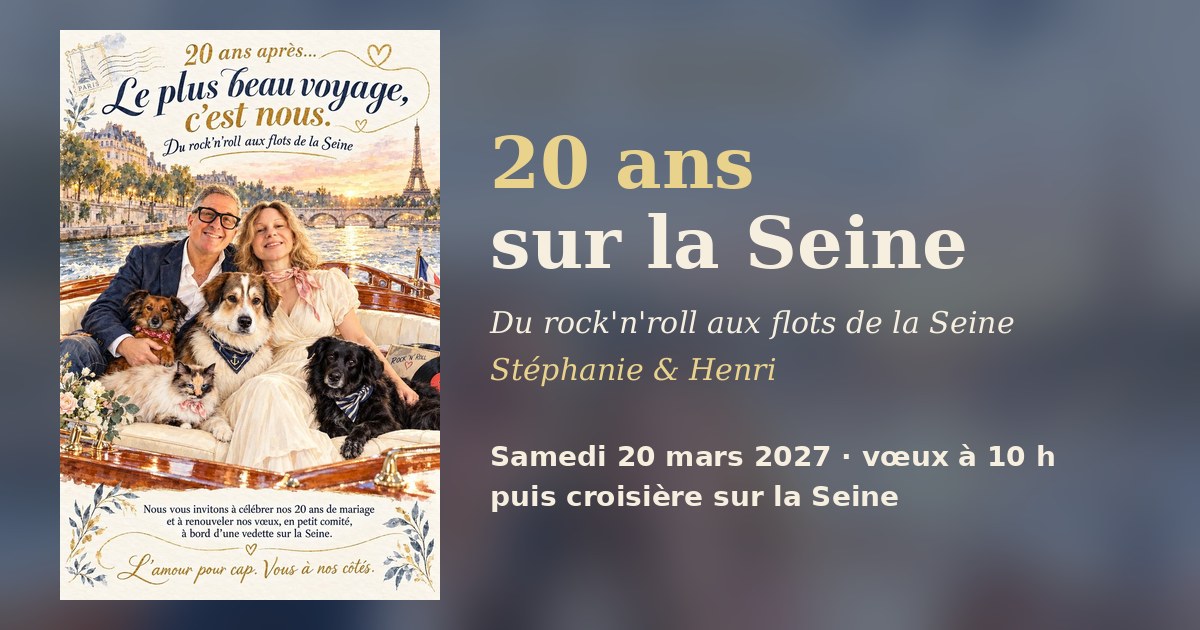 20 ans après...
Le plus beau voyage,
c'est nous.
Du rock'n'roll aux flots de la Seine
PARIS
ROCK'N'ROLL
Nous vous invitons à célébrer nos 20 ans de mariage
et à renouveler nos vœux, en petit comité,
à bord d'une vedette sur la Seine.
L'amour pour cap. Vous à nos côtés.
20 ans
sur la Seine
Du rock'n'roll aux flots de la Seine
Stéphanie & Henri
Samedi 20 mars 2027 · vœux à 10 h
puis croisière sur la Seine